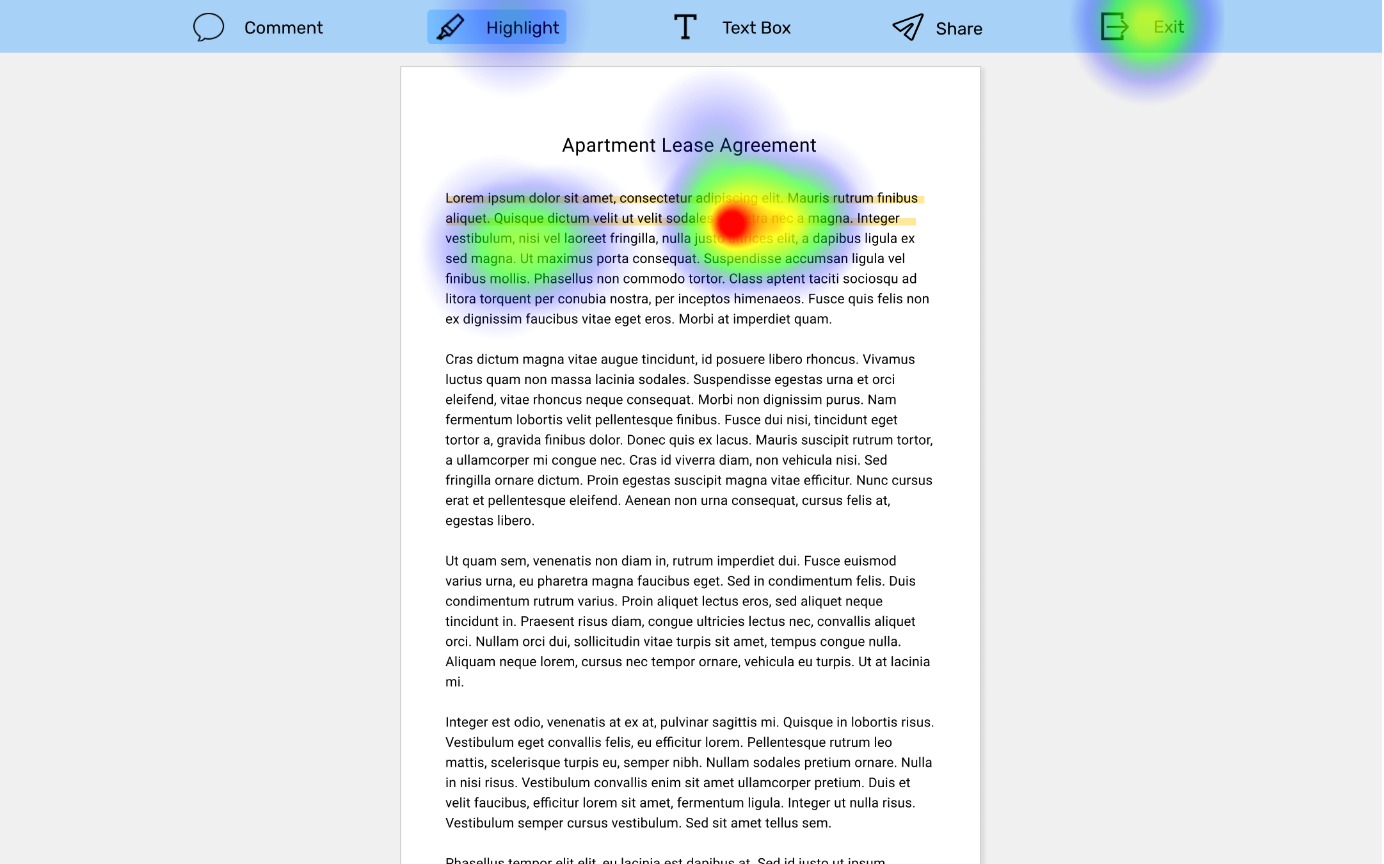 Comment
Highlight
Text Box
Share
Exit
Apartment Lease Agreement
Lorem ipsum dolor sit amet, consectetur adipiscing elit. Mauris rutrum finibus
aliquet. Quisque dictum velit ut velit sodales nec a magna. Integer
vestibulum, nisi vel laoreet fringilla, nulla justo ultrices elit, a dapibus ligula ex
sed magna. Ut maximus porta consequat. Suspendisse accumsan ligula vel
finibus mollis. Phasellus non commodo tortor. Class aptent taciti sociosqu ad
litora torquent per conubia nostra, per inceptos himenaeos. Fusce quis felis non
ex dignissim faucibus vitae eget eros. Morbi at imperdiet quam.
Cras dictum magna vitae augue tincidunt, id posuere libero rhoncus. Vivamus
luctus quam non massa lacinia sodales. Suspendisse egestas urna et orci
eleifend, vitae rhoncus neque consequat. Morbi non dignissim purus. Nam
fermentum lobortis velit pellentesque finibus. Fusce dui nisi, tincidunt eget
tortor a, gravida finibus dolor. Donec quis ex lacus. Mauris suscipit rutrum tortor,
a ullamcorper mi congue nec. Cras id viverra diam, non vehicula nisi. Sed
fringilla ornare dictum. Proin egestas suscipit magna vitae efficitur. Nunc cursus
erat et pellentesque eleifend. Aenean non urna consequat, cursus felis at,
egestas libero.
Ut quam sem, venenatis non diam in, rutrum imperdiet dui. Fusce euismod
varius urna, eu pharetra magna faucibus eget. Sed in condimentum felis. Duis
condimentum rutrum varius. Proin aliquet lectus eros, sed aliquet neque
tincidunt in. Praesent risus diam, congue ultricies lectus nec, convallis aliquet
orci. Nullam orci dui, sollicitudin vitae turpis sit amet, tempus congue nulla.
Aliquam neque lorem, cursus nec tempor ornare, vehicula eu turpis. Ut at lacinia
mi.
Integer est odio, venenatis at ex at, pulvinar sagittis mi. Quisque in lobortis risus.
Vestibulum eget convallis felis, eu efficitur lorem. Pellentesque rutrum leo
mattis, scelerisque turpis eu, semper nibh. Nullam sodales pretium ornare. Nulla
in nisi risus. Vestibulum convallis enim sit amet ullamcorper pretium. Duis et
velit faucibus, efficitur lorem sit amet, fermentum ligula. Integer ut nulla risus.
Vestibulum semper cursus vestibulum. Sed sit amet tellus sem.
Phasellus tempor elit elit, eu lacinia est dapibus at. Sed id justo ut ipsum